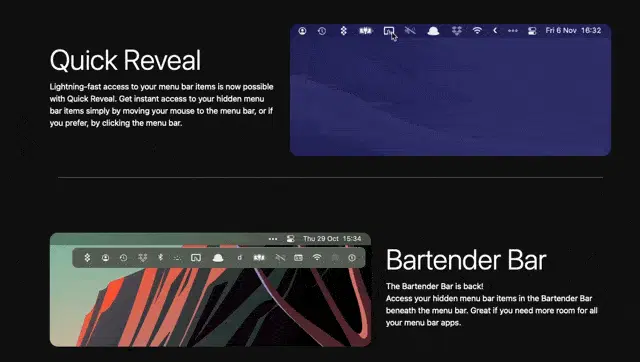 Fri 6 Nov 16:32
Quick Reveal
Lightning-fast access to your menu bar items is now possible
with Quick Reveal. Get instant access to your hidden menu
bar items simply by moving your mouse to the menu bar, or if
you prefer, by clicking the menu bar.
Thu 29 Oct 15:34
d
Bartender Bar
The Bartender Bar is back!
Access your hidden menu bar items in the Bartender Bar
beneath the menu bar. Great if you need more room for all
your menu bar apps.